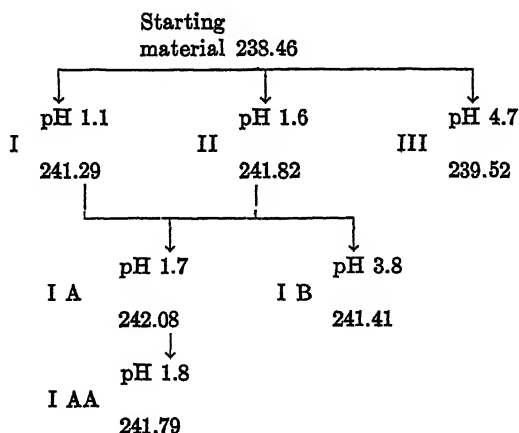 Starting
material 238.46
pH 1.1 pH 1.6 pH 4.7
I II III
241.29 241.82 239.52
pH 1.7 pH 3.8
I A I B
242.08 241.41
pH 1.8
I AA
241.79